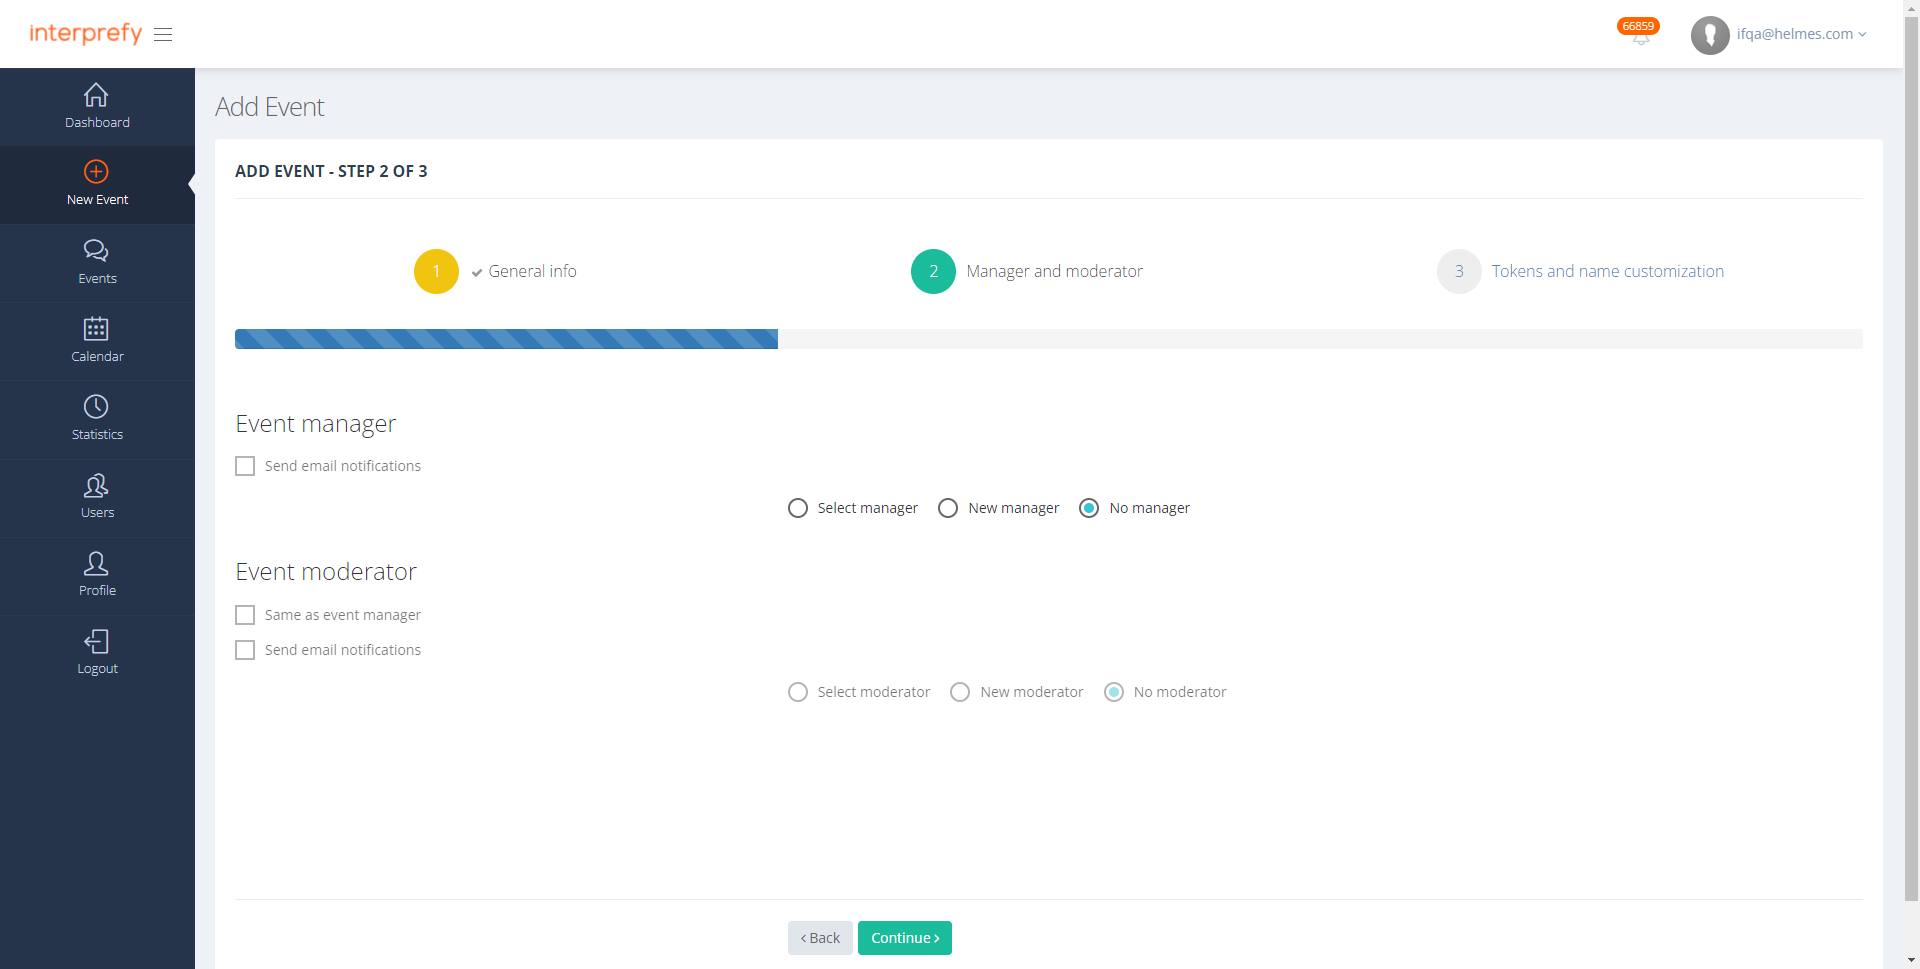 interprefy
66859
ifqa@helmes.com
Dashboard
New Event
Events
Calendar
Statistics
Users
Profile
Logout
Add Event
ADD EVENT - STEP 2 OF 3
1 General info
2 Manager and moderator
3 Tokens and name customization
Event manager
Send email notifications
Select manager New manager No manager
Event moderator
Same as event manager
Send email notifications
Select moderator New moderator No moderator
Back Continue